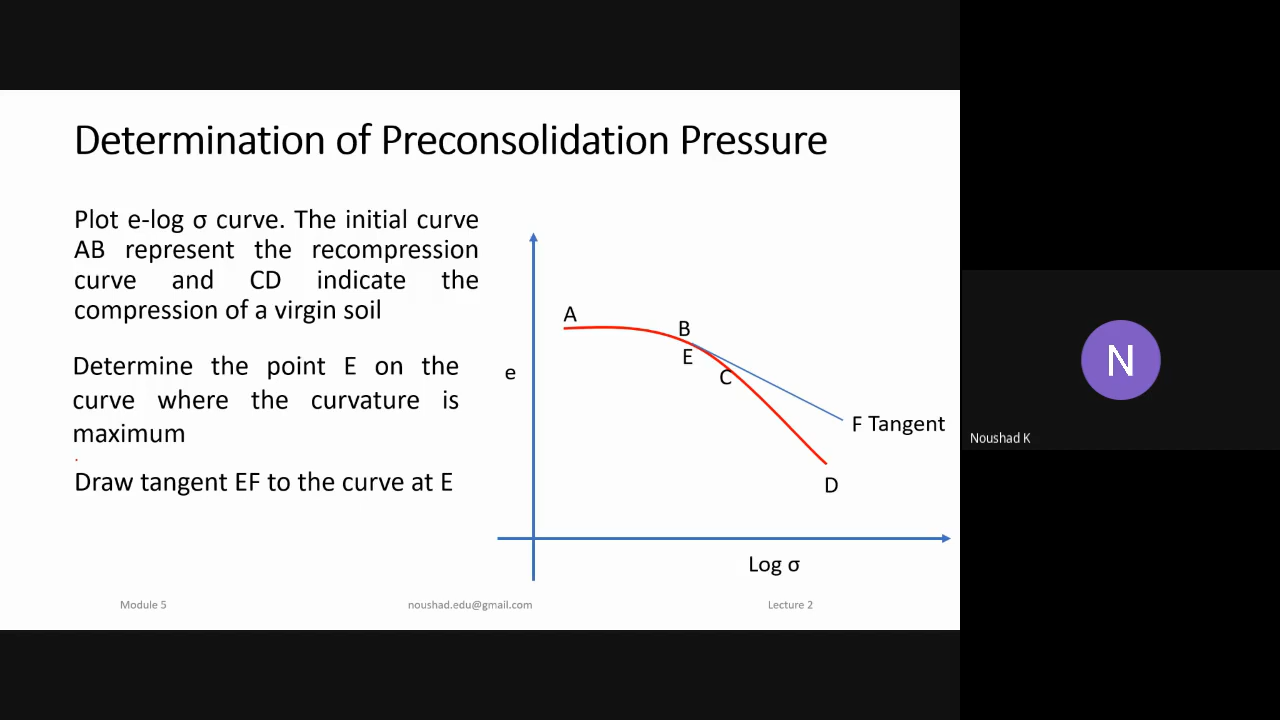 Determination of Preconsolidation Pressure
Plot e-log σ curve. The initial curve
AB represent the recompression
curve and CD indicate the
compression of a virgin soil
Determine the point E on the
curve where the curvature is
maximum
Draw tangent EF to the curve at E
A
B
E
C
e
F Tangent
D
Log σ
Module 5
noushad.edu@gmail.com
Lecture 2
N
Noushad K